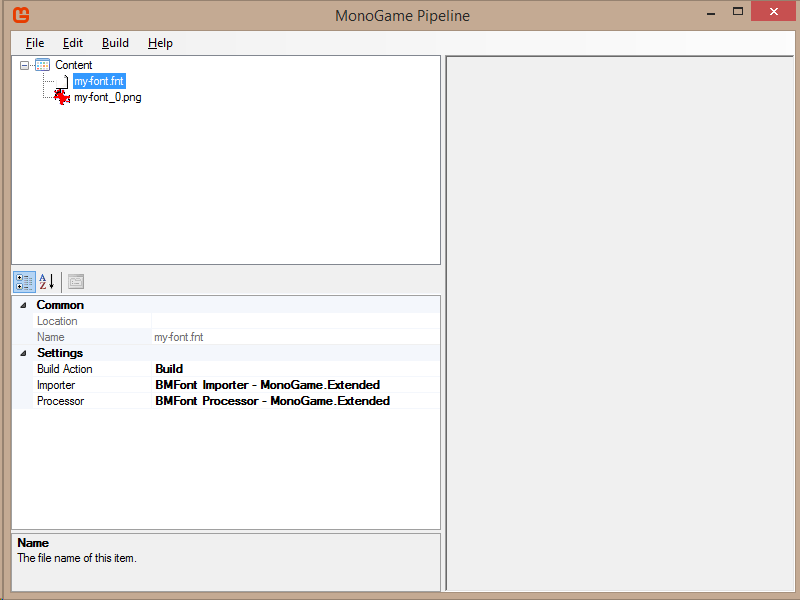 MonoGame Pipeline
File Edit Build Help
Content
my-font.fnt
my-font_0.png
A
Z
Common
Location
Name my-font.fnt
Settings
Build Action Build
Importer BMFont Importer - MonoGame.Extended
Processor BMFont Processor - MonoGame.Extended
Name
The file name of this item.